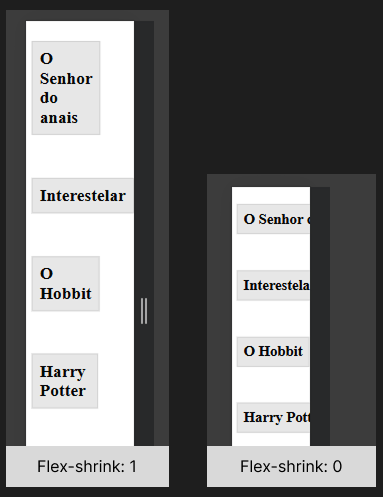 O
Senhor
do
anais
Interestelar
O
Hobbit
Harry
Potter
Flex-shrink: 1
O Senhor
Interestela
O Hobbit
Harry Pott
Flex-shrink: 0